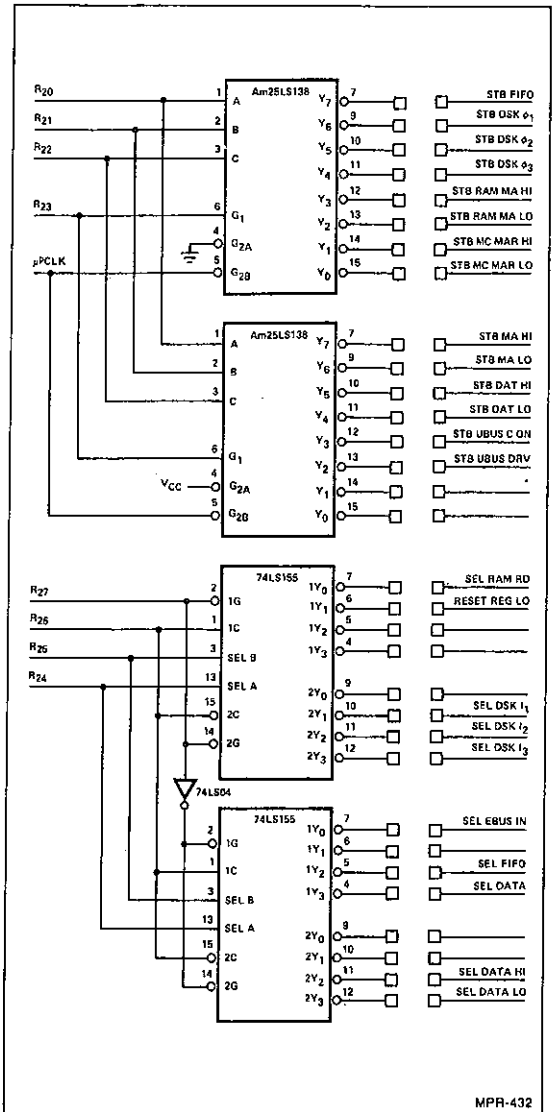 R20
R21
R22
R23
μPCLK
Am25LS138
1 A
2 B
3 C
6 G1
4 G2A
5 G2B
Y7 7 STB FIFO
Y6 9 STB DSK ϕ1
Y5 10 STB DSK ϕ2
Y4 11 STB DSK ϕ3
Y3 12 STB RAM MA HI
Y2 13 STB RAM MA LO
Y1 14 STB MC MAR HI
Y0 15 STB MC MAR LO
Am25LS138
1 A
2 B
3 C
6 G1
VCC 4 G2A
5 G2B
Y7 7 STB MA HI
Y6 9 STB MA LO
Y5 10 STB DAT HI
Y4 11 STB DAT LO
Y3 12 STB UBUS C ON
Y2 13 STB UBUS DRV
Y1 14
Y0 15
R27
R26
R25
R24
74LS155
2 1G
1 1C
3 SEL B
13 SEL A
15 2C
14 2G
1Y0 7 SEL RAM RD
1Y1 6 RESET REG LO
1Y2 5
1Y3 4
2Y0 9
2Y1 10 SEL DSK I1
2Y2 11 SEL DSK I2
2Y3 12 SEL DSK I3
74LS04
74LS155
2 1G
1 1C
3 SEL B
13 SEL A
15 2C
14 2G
1Y0 7 SEL EBUS IN
1Y1 6
1Y2 5 SEL FIFO
1Y3 4 SEL DATA
2Y0 9
2Y1 10
2Y2 11 SEL DATA HI
2Y3 12 SEL DATA LO
MPR-432